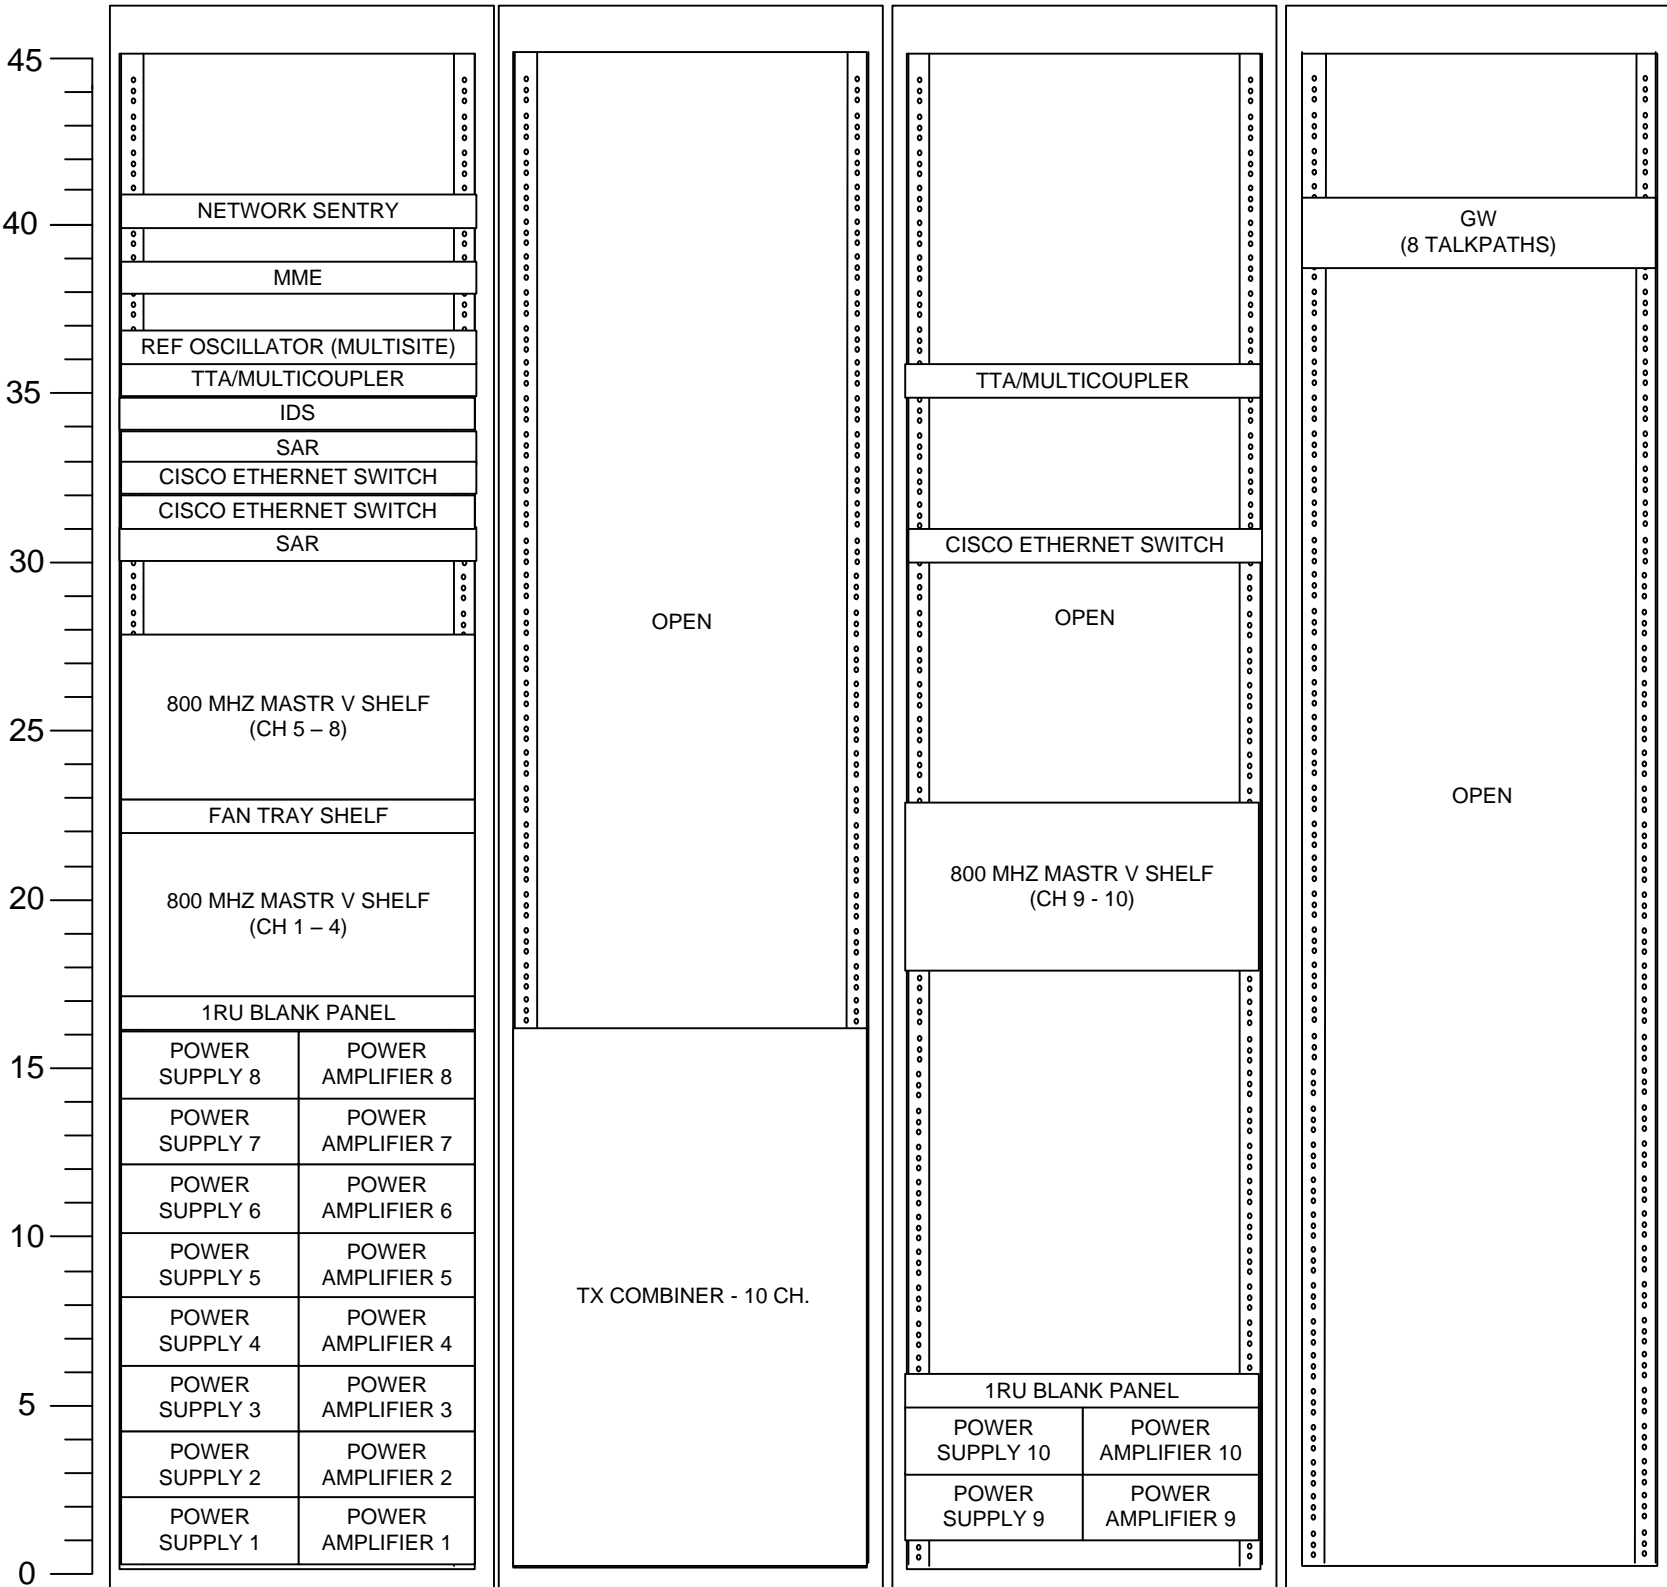 45
40
35
30
25
20
15
10
5
0
NETWORK SENTRY
MME
REF OSCILLATOR (MULTISITE)
TTA/MULTICOUPLER
IDS
SAR
CISCO ETHERNET SWITCH
CISCO ETHERNET SWITCH
SAR
800 MHZ MASTR V SHELF
(CH 5 – 8)
FAN TRAY SHELF
800 MHZ MASTR V SHELF
(CH 1 – 4)
1RU BLANK PANEL
POWER
SUPPLY 8
POWER
AMPLIFIER 8
POWER
SUPPLY 7
POWER
AMPLIFIER 7
POWER
SUPPLY 6
POWER
AMPLIFIER 6
POWER
SUPPLY 5
POWER
AMPLIFIER 5
POWER
SUPPLY 4
POWER
AMPLIFIER 4
POWER
SUPPLY 3
POWER
AMPLIFIER 3
POWER
SUPPLY 2
POWER
AMPLIFIER 2
POWER
SUPPLY 1
POWER
AMPLIFIER 1
OPEN
TX COMBINER - 10 CH.
TTA/MULTICOUPLER
CISCO ETHERNET SWITCH
OPEN
800 MHZ MASTR V SHELF
(CH 9 - 10)
1RU BLANK PANEL
POWER
SUPPLY 10
POWER
AMPLIFIER 10
POWER
SUPPLY 9
POWER
AMPLIFIER 9
GW
(8 TALKPATHS)
OPEN